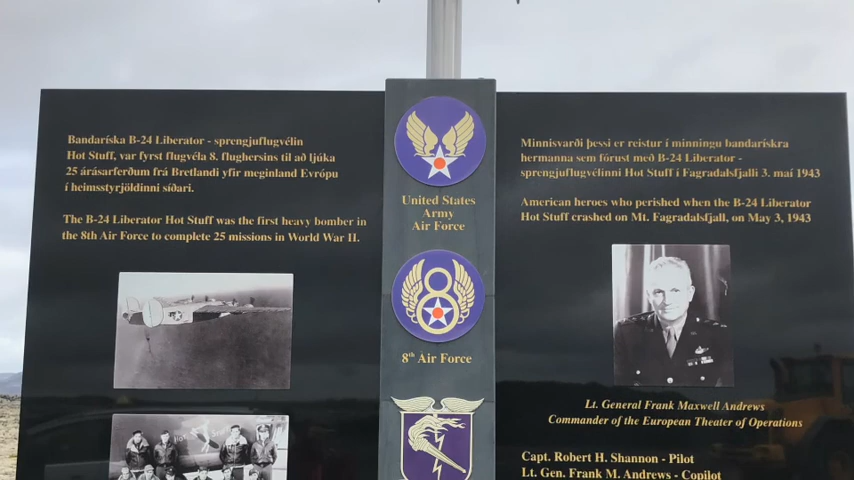 Bandaríska B-24 Liberator - sprengjuflugvélin
Hot Stuff, var fyrst flugvéla 8. flughersins til að ljúka
25 árásarferðum frá Bretlandi yfir meginland Evrópu
í heimsstyrjöldinni síðari.
The B-24 Liberator Hot Stuff was the first heavy bomber in
the 8th Air Force to complete 25 missions in World War II.
United States
Army
Air Force
8th Air Force
Minnisvarði þessi er reistur í minningu bandarískra
hermanna sem fórust með B-24 Liberator -
sprengjuflugvélinni Hot Stuff í Fagradalsfjalli 3. maí 1943
American heroes who perished when the B-24 Liberator
Hot Stuff crashed on Mt. Fagradalsfjall, on May 3, 1943
Lt. General Frank Maxwell Andrews
Commander of the European Theater of Operations
Capt. Robert H. Shannon - Pilot
Lt. Gen. Frank M. Andrews - Copilot